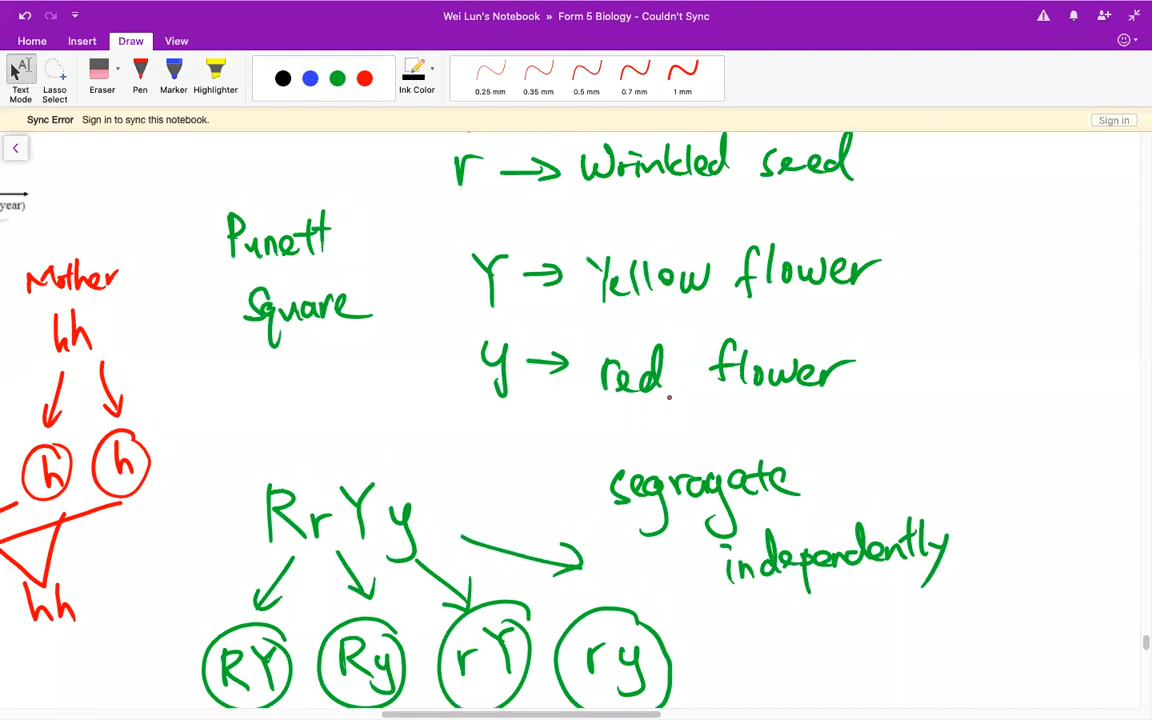 Wei Lun's Notebook » Form 5 Biology - Couldn't Sync
Home Insert Draw View
Text Mode
Lasso Select
Eraser
Pen
Marker
Highlighter
Ink Color
0.25 mm 0.35 mm 0.5 mm 0.7 mm 1 mm
Sync Error Sign in to sync this notebook. Sign in
year)
r → Wrinkled seed
Punett
square
Y → Yellow flower
y → red flower
Mother
hh
h h
hh
RrYy
segragate
independently
RY Ry rY ry